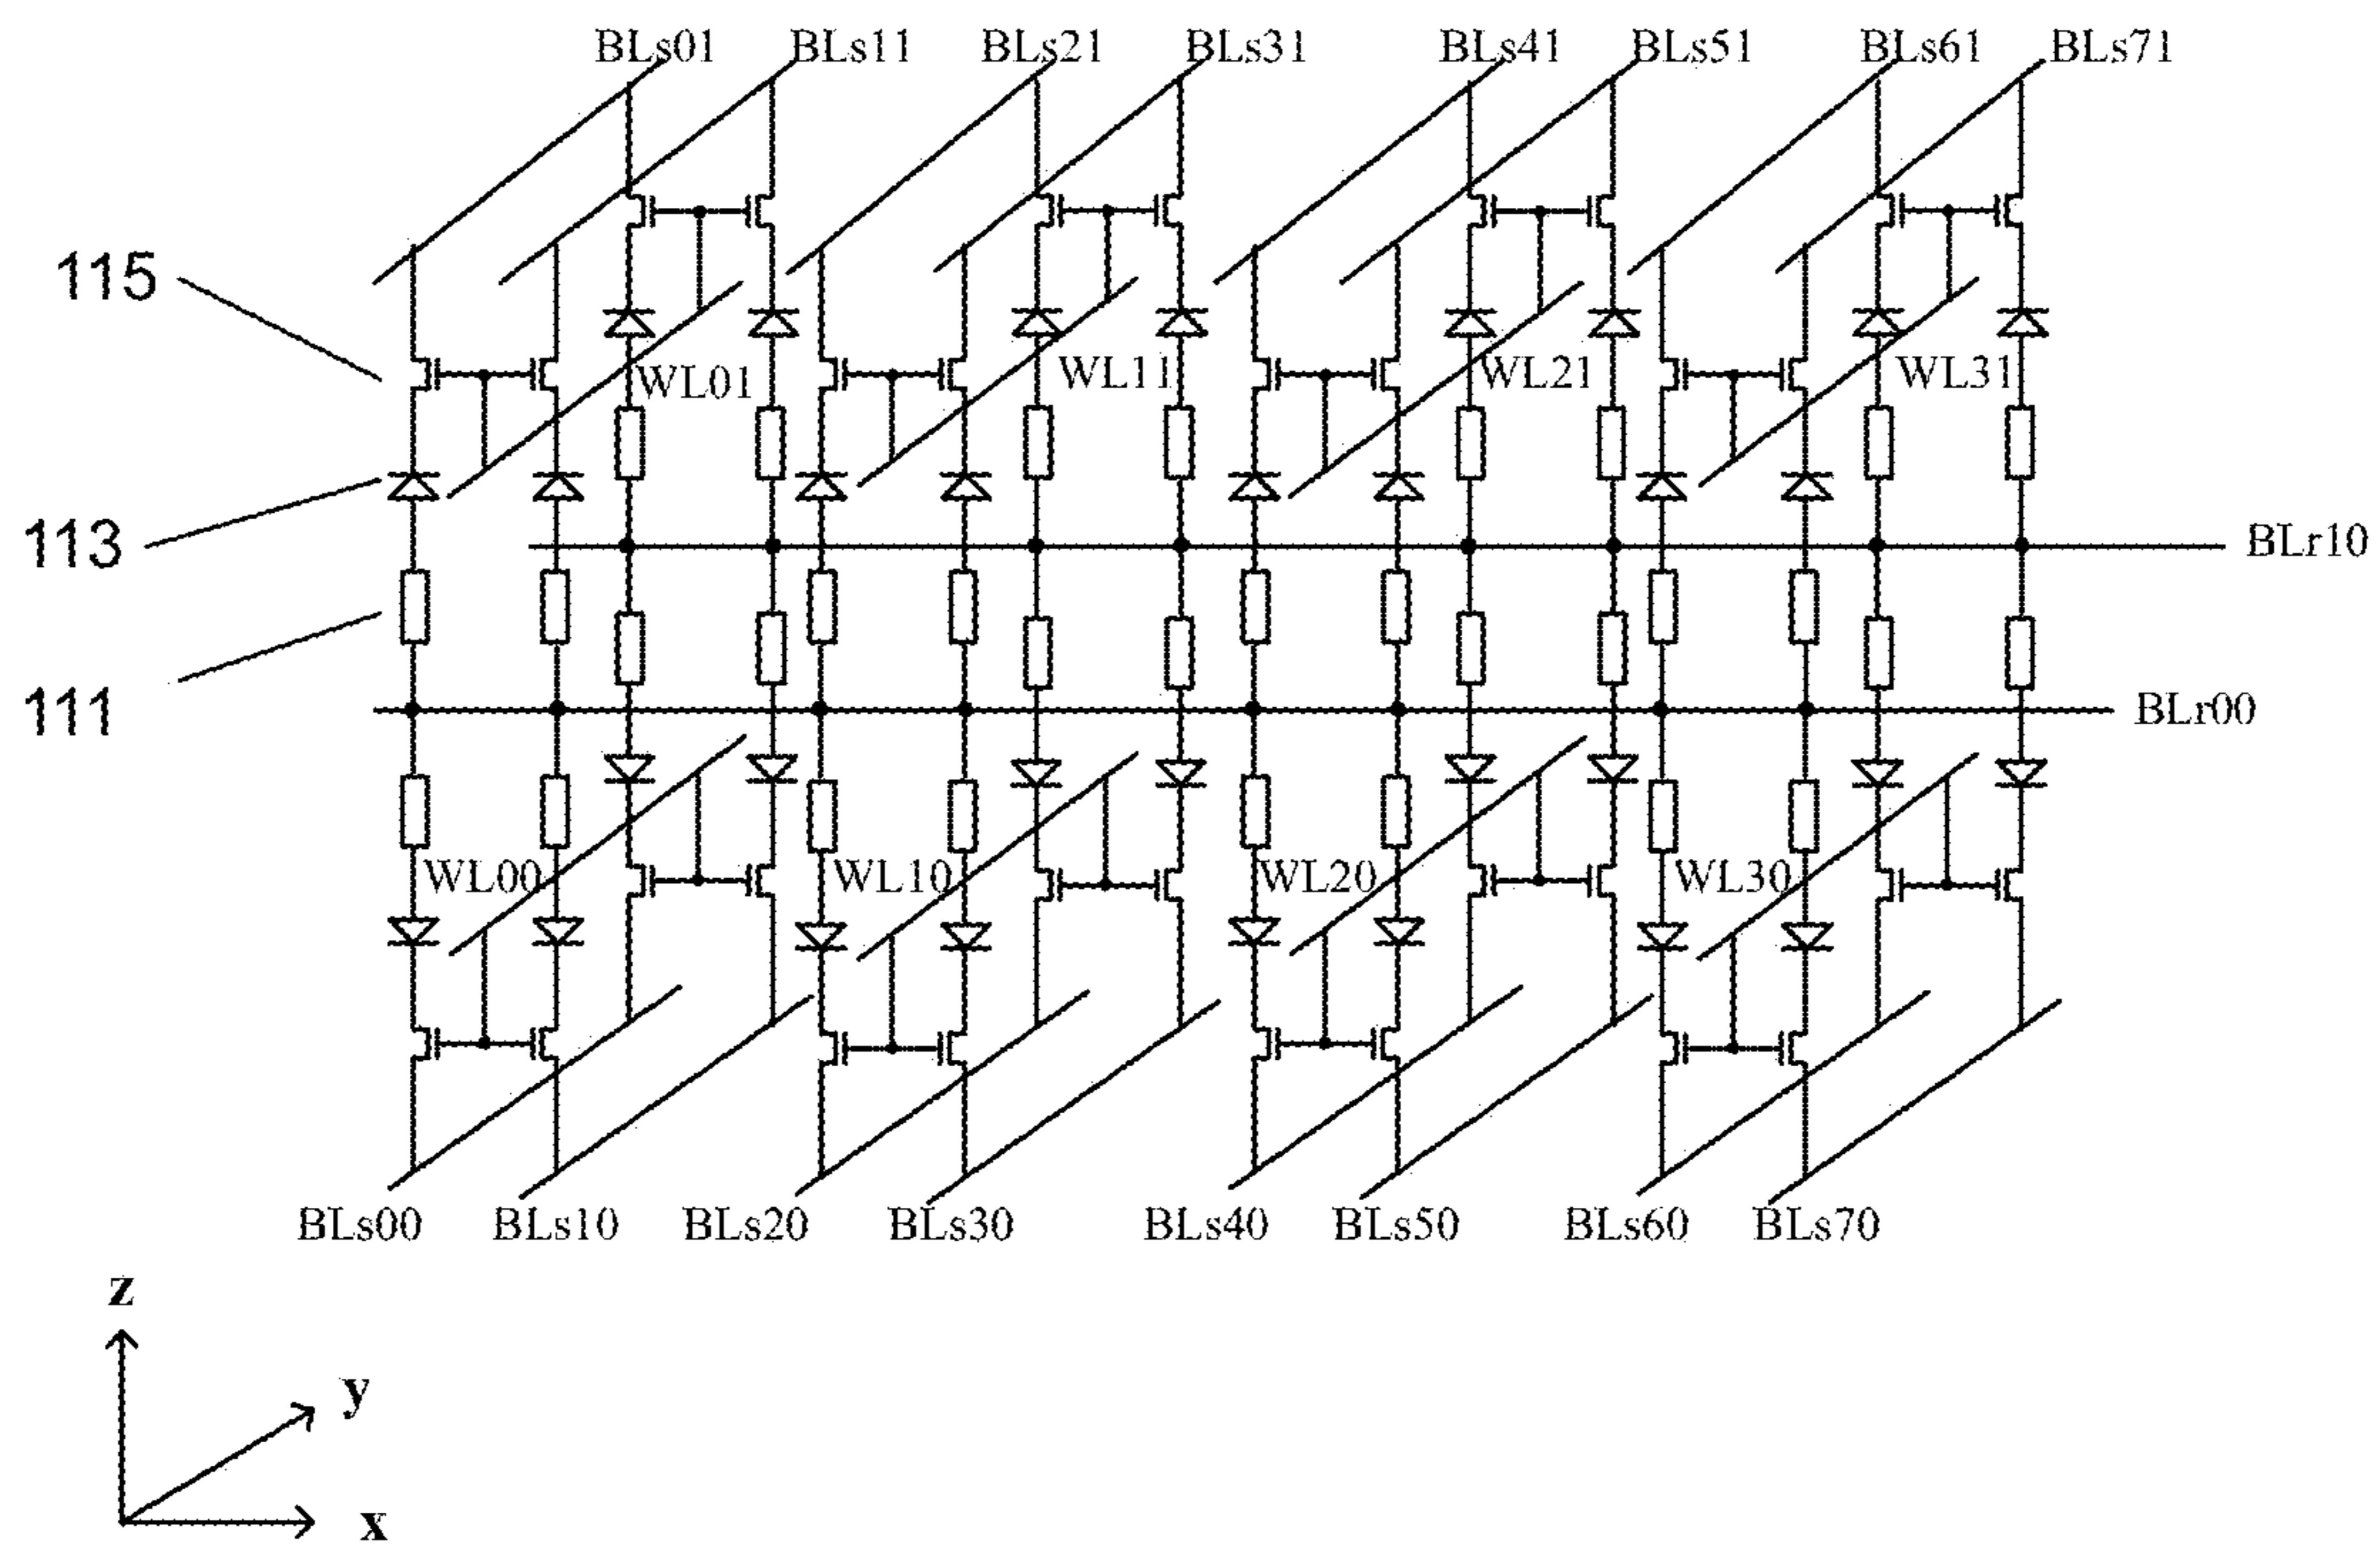 BLs01 BLs11 BLs21 BLs31 BLs41 BLs51 BLs61 BLs71
115
WL01 WL11 WL21 WL31
113
BLr10
111
BLr00
WL00 WL10 WL20 WL30
BLs00 BLs10 BLs20 BLs30 BLs40 BLs50 BLs60 BLs70
z
y
x